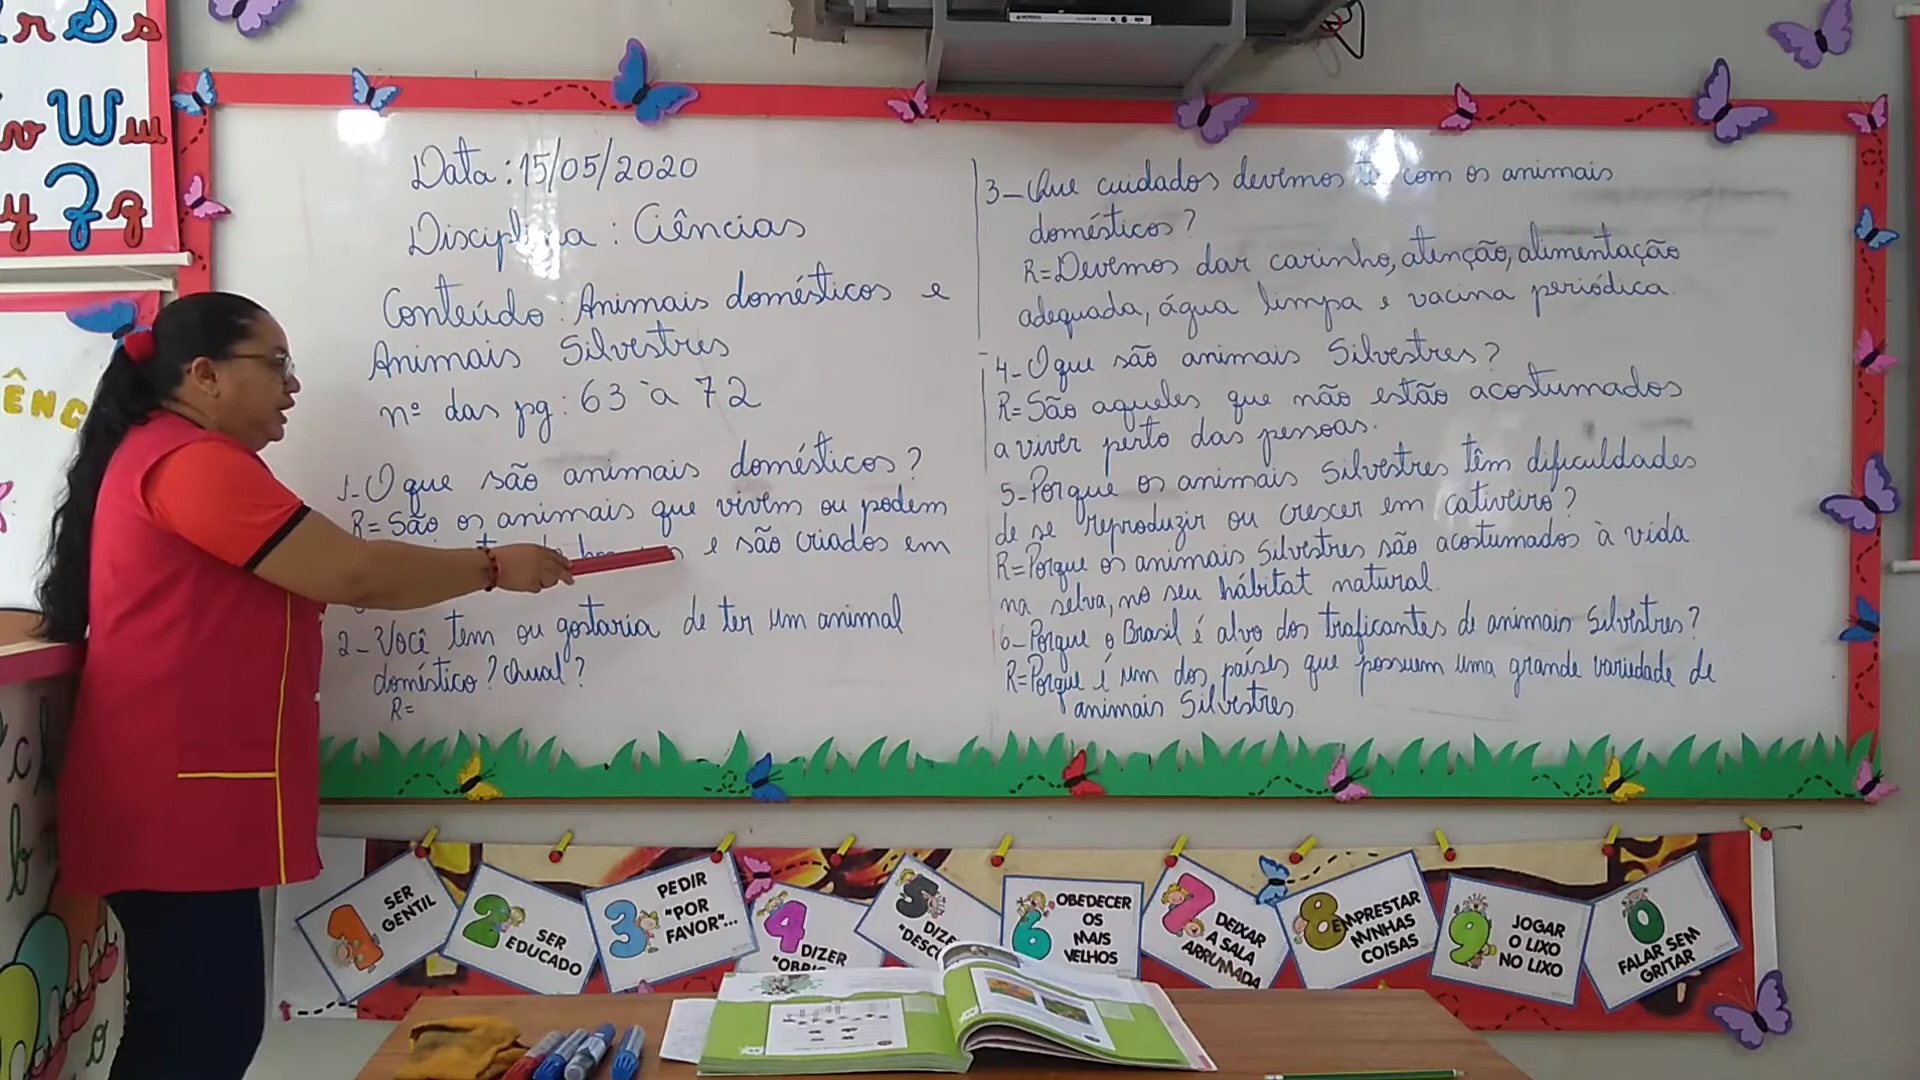 Data: 15/05/2020
Disciplina: Ciências
Conteúdo: Animais domésticos e
Animais Silvestres
nº das pg: 63 à 72
1-O que são animais domésticos?
R=São os animais que vivem ou podem
e são criados em
2-Você tem ou gostaria de ter um animal
doméstico? Qual?
R=
3-Que cuidados devemos com os animais
domésticos?
R=Devemos dar carinho, atenção, alimentação
adequada, água limpa e vacina periódica.
4-O que são animais Silvestres?
R=São aqueles que não estão acostumados
a viver perto das pessoas.
5-Porque os animais Silvestres têm dificuldades
de se reproduzir ou crescer em cativeiro?
R=Porque os animais Silvestres são acostumados à vida
na selva, no seu hábitat natural.
6-Porque o Brasil é alvo dos traficantes de animais Silvestres?
R=Porque é um dos países que possuem uma grande variedade de
animais Silvestres.
r S s
v W w
y Z z
ÊNC
1 SER
GENTIL
2 SER
EDUCADO
3 PEDIR
"POR
FAVOR"...
4 DIZER
5
6 OBEDECER
OS
MAIS
VELHOS
7 DEIXAR
A SALA
ARRUMADA
8 EMPRESTAR
MINHAS
COISAS
9 JOGAR
O LIXO
NO LIXO
0
FALAR SEM
GRITAR